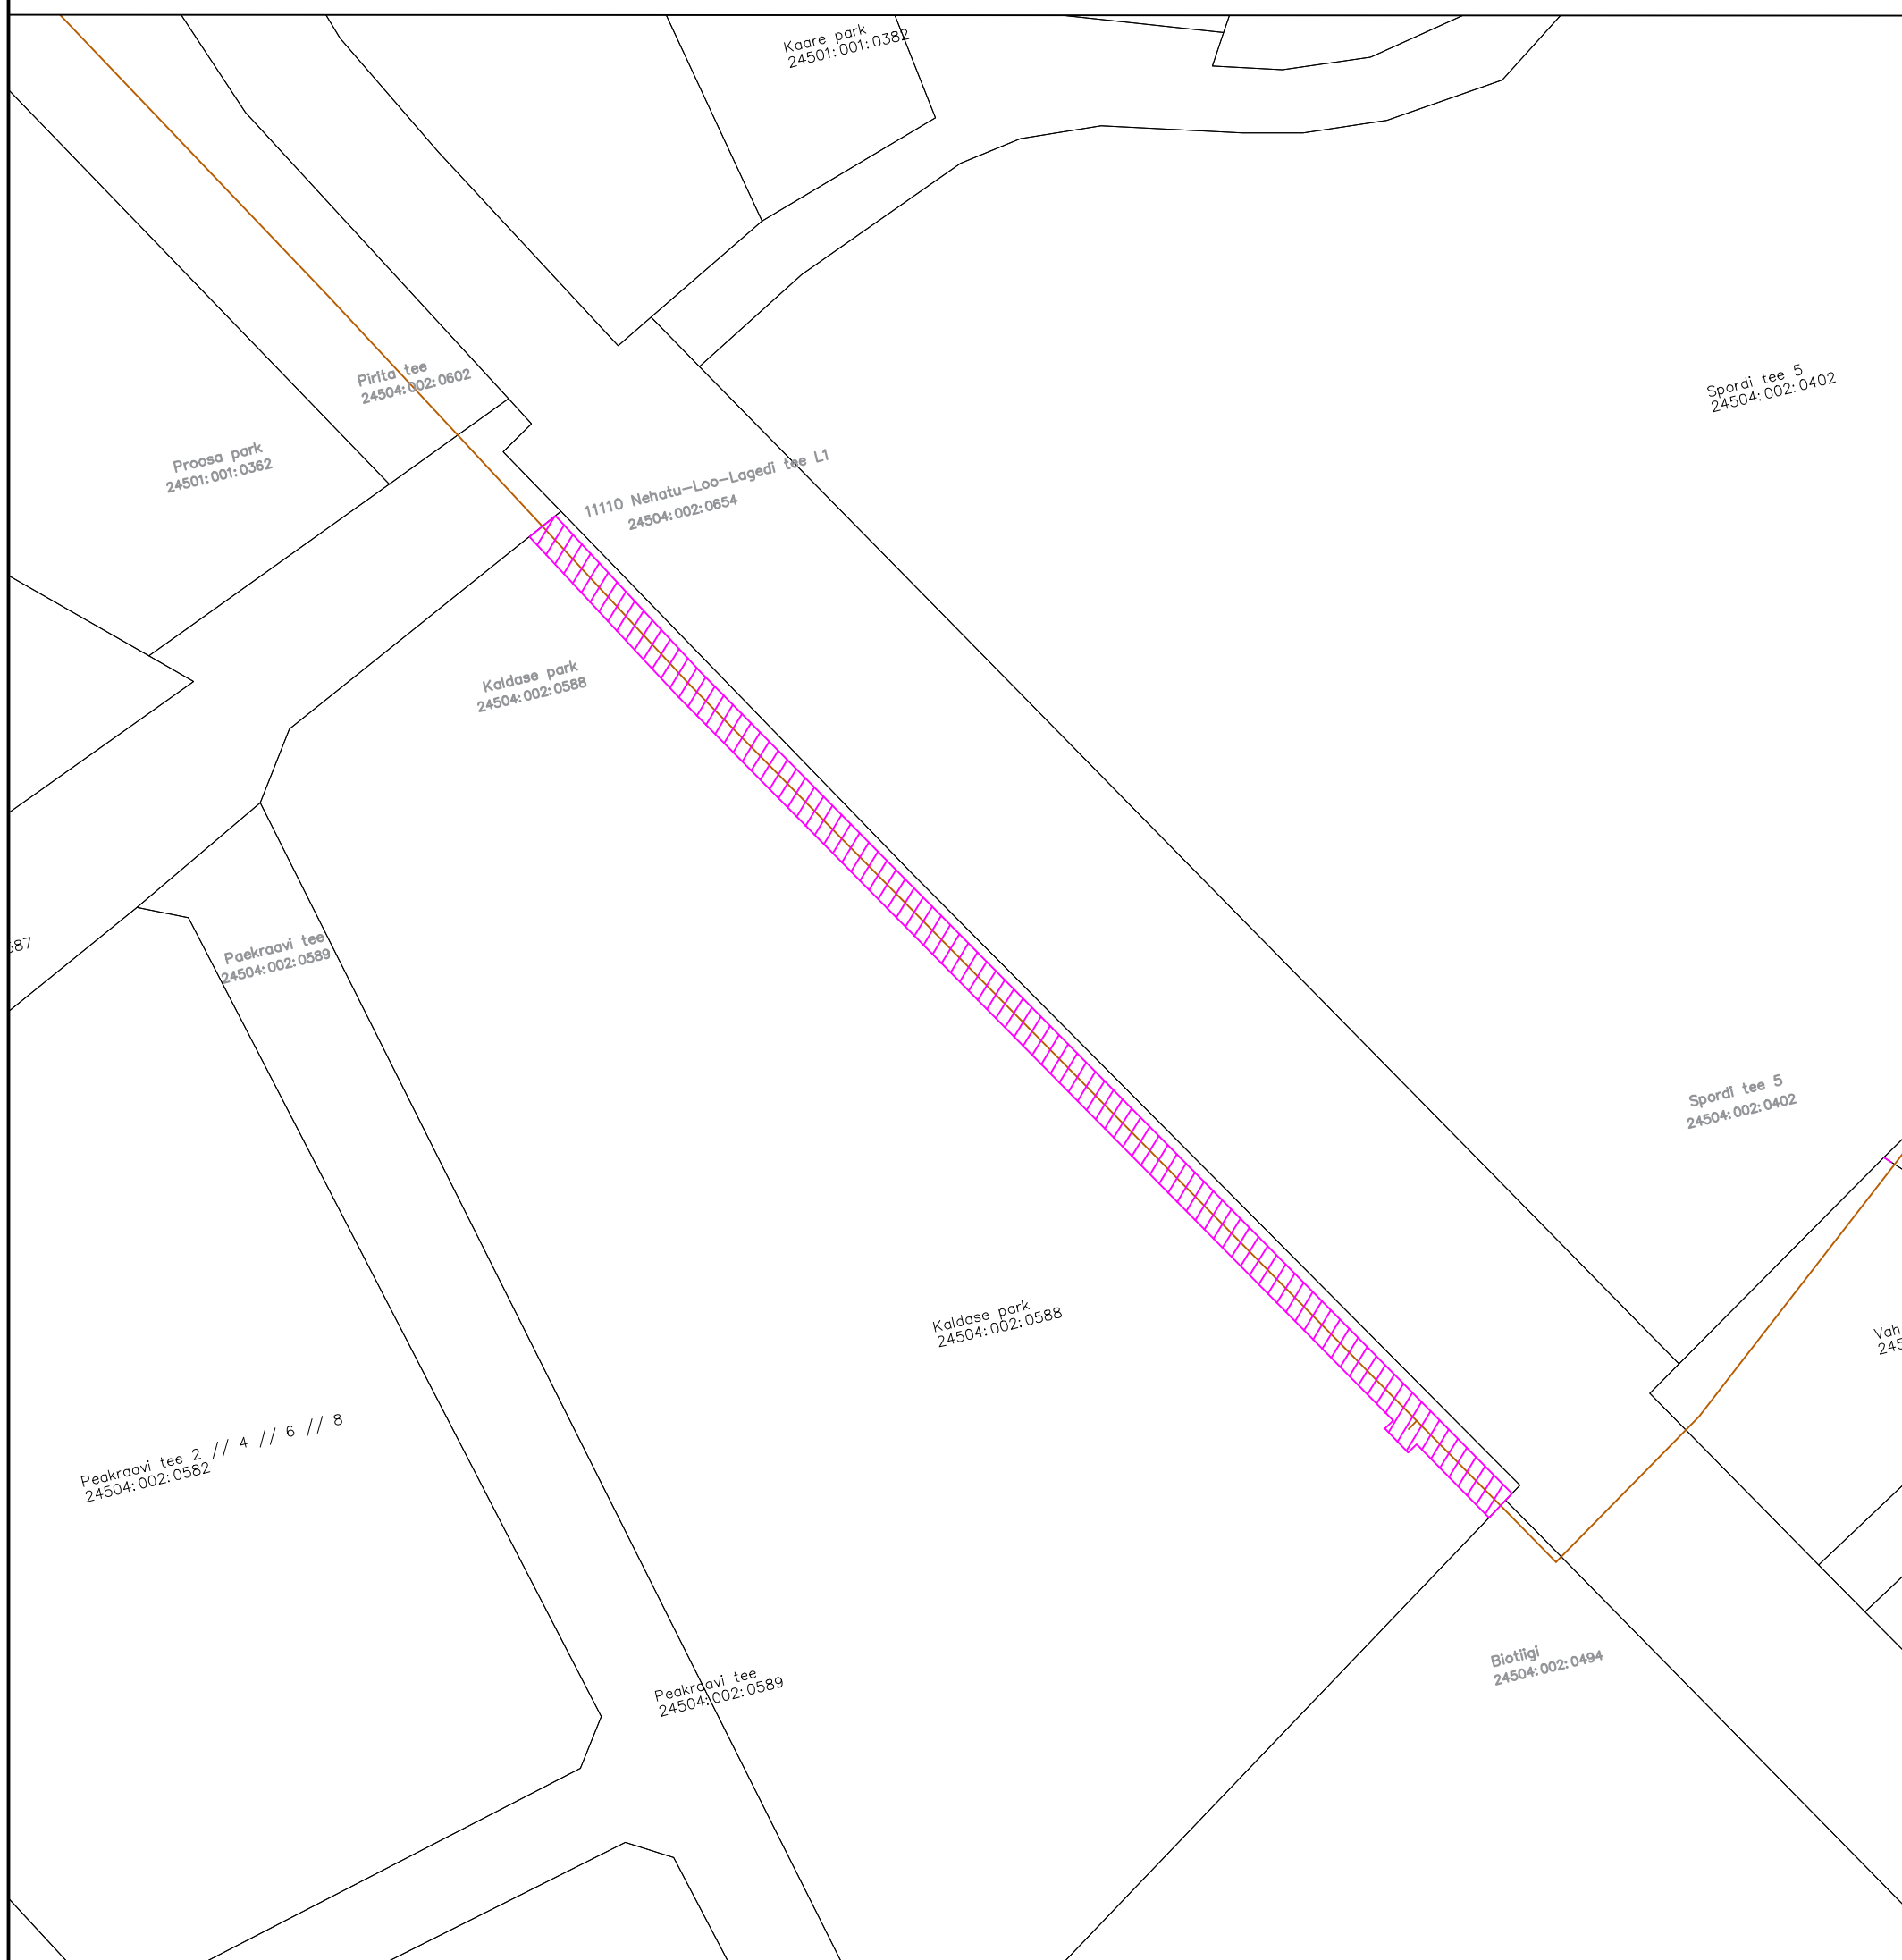 Kaare park
24501:001:0382
Pirita tee
24504:002:0602
Spordi tee 5
24504:002:0402
Proosa park
24501:001:0362
11110 Nehatu-Loo-Lagedi tee L1
24504:002:0654
Kaldase park
24504:002:0588
Paekraavi tee
24504:002:0589
Spordi tee 5
24504:002:0402
Kaldase park
24504:002:0588
Vah
245
Peakraavi tee 2 // 4 // 6 // 8
24504:002:0582
Biotiigi
24504:002:0494
Peakraavi tee
24504:002:0589